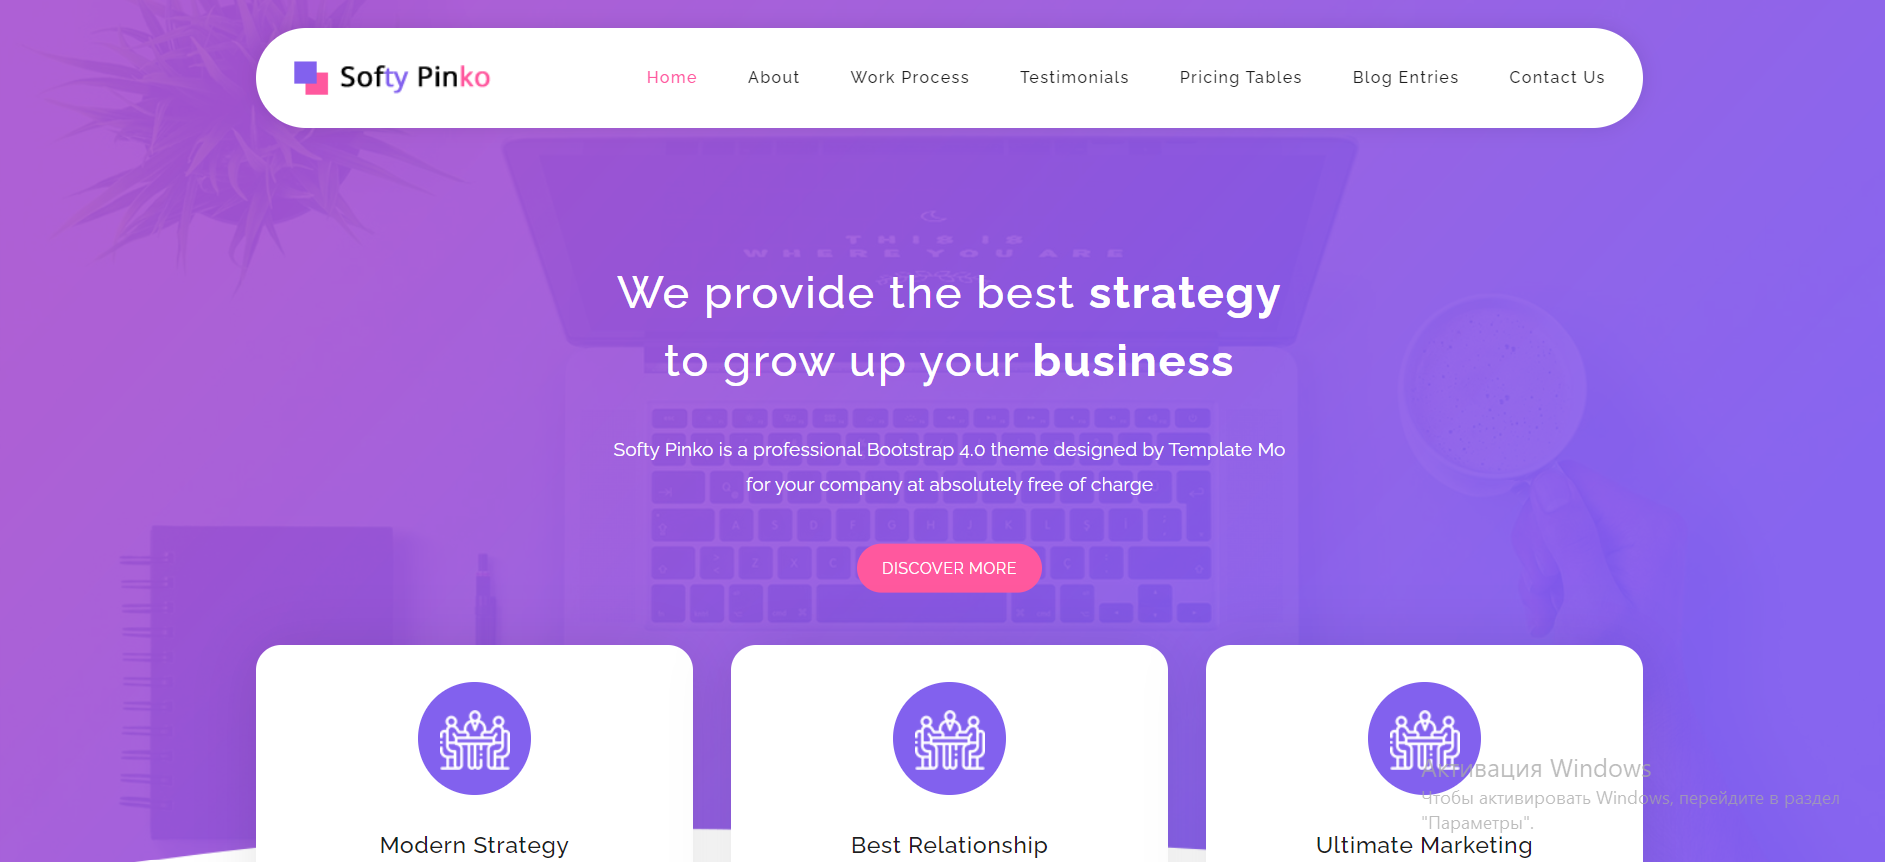 Softy Pinko
Home
About
Work Process
Testimonials
Pricing Tables
Blog Entries
Contact Us
THIS IS
WHERE YOU ARE
We provide the best strategy
to grow up your business
Softy Pinko is a professional Bootstrap 4.0 theme designed by Template Mo
for your company at absolutely free of charge
DISCOVER MORE
Modern Strategy
Best Relationship
Ultimate Marketing
Активация Windows
Чтобы активировать Windows, перейдите в раздел
"Параметры".